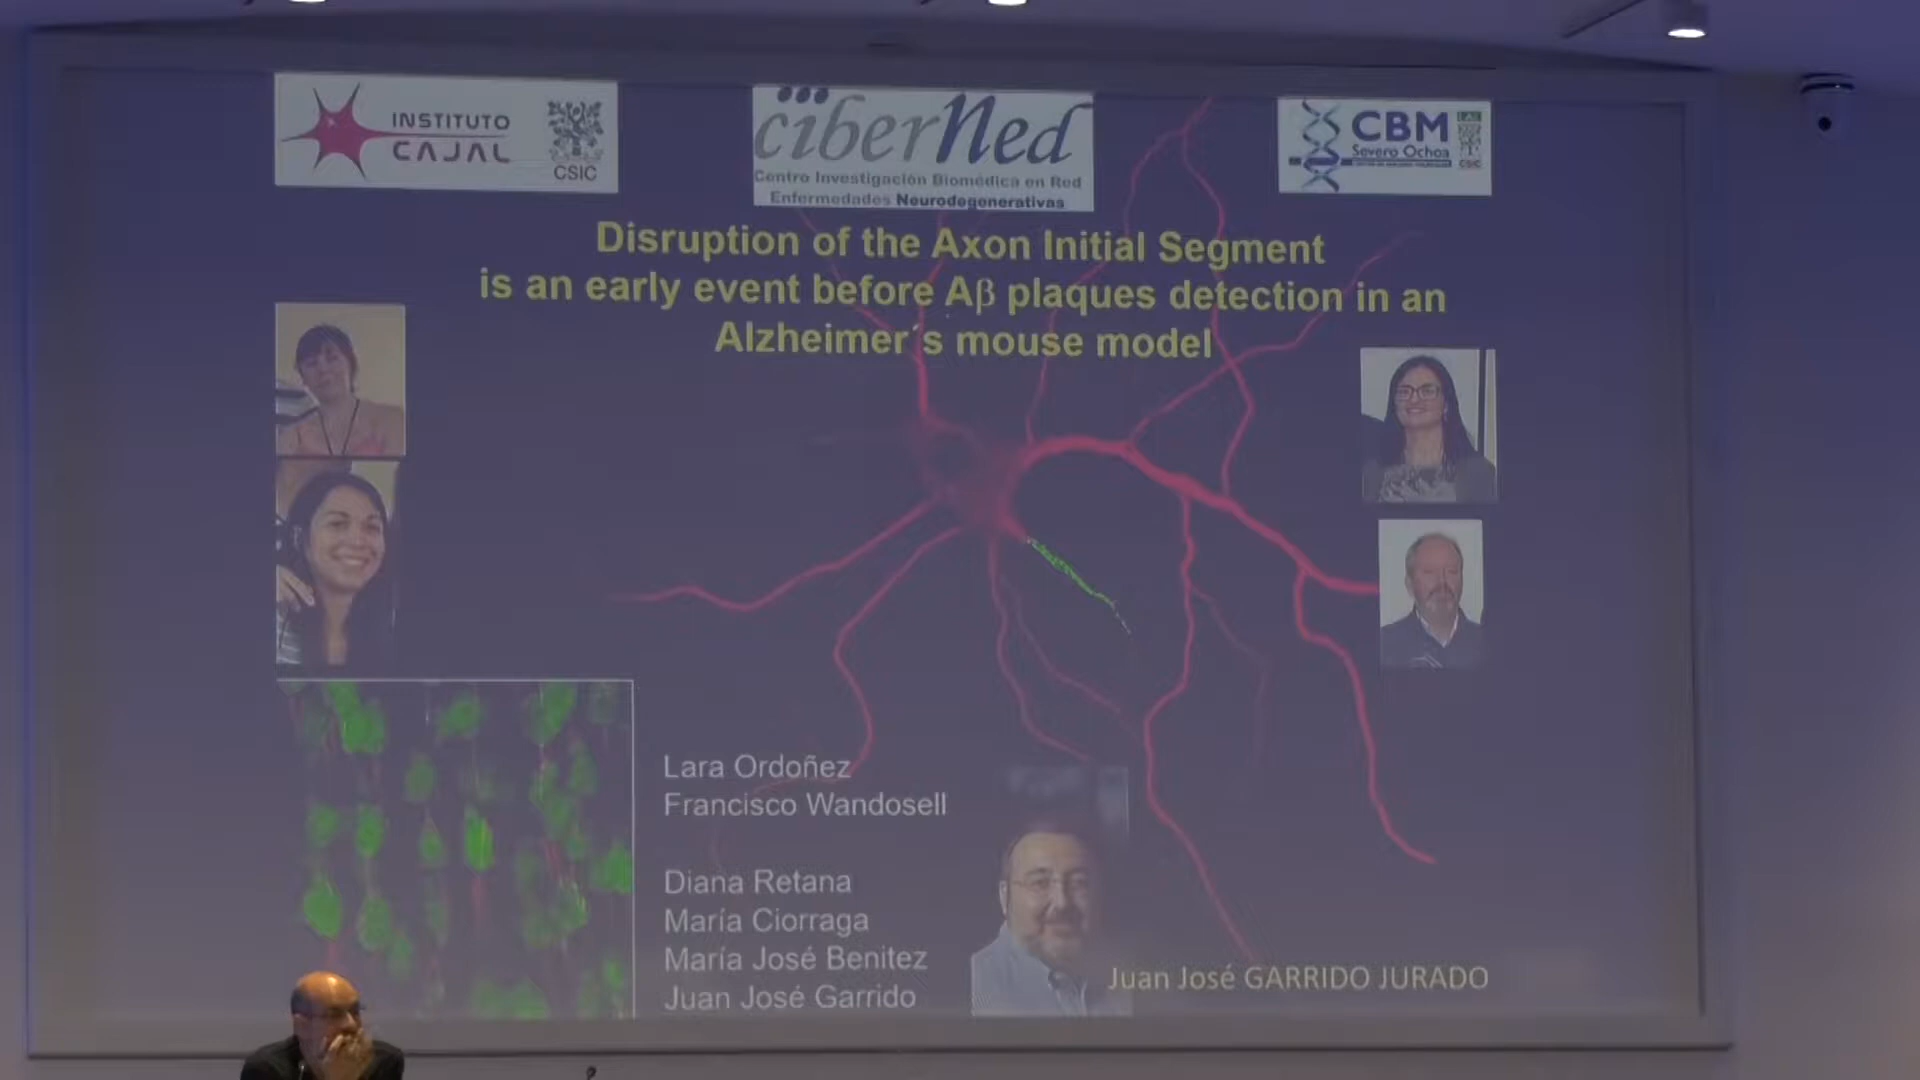 INSTITUTO
CAJAL
CSIC
ciberned
Centro Investigación Biomédica en Red
Enfermedades Neurodegenerativas
CBM
Severo Ochoa
CSIC
Disruption of the Axon Initial Segment
is an early event before Aβ plaques detection in an
Alzheimer´s mouse model
Lara Ordoñez
Francisco Wandosell
Diana Retana
María Ciorraga
María José Benitez
Juan José Garrido
Juan José GARRIDO JURADO